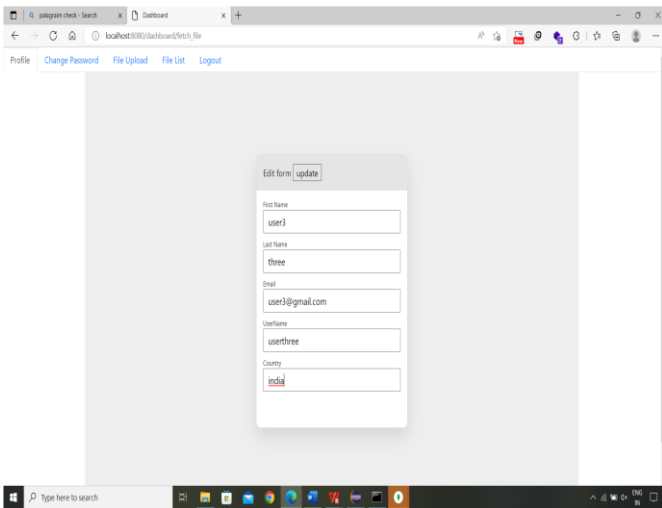 palagraim check - Search
Dashboard
localhost:8080/dashboard/fetch_file
Profile Change Password File Upload File List Logout
Edit form update
First Name
user3
Last Name
three
Email
user3@gmail.com
UserName
userthree
Country
india
Type here to search
ENG
IN